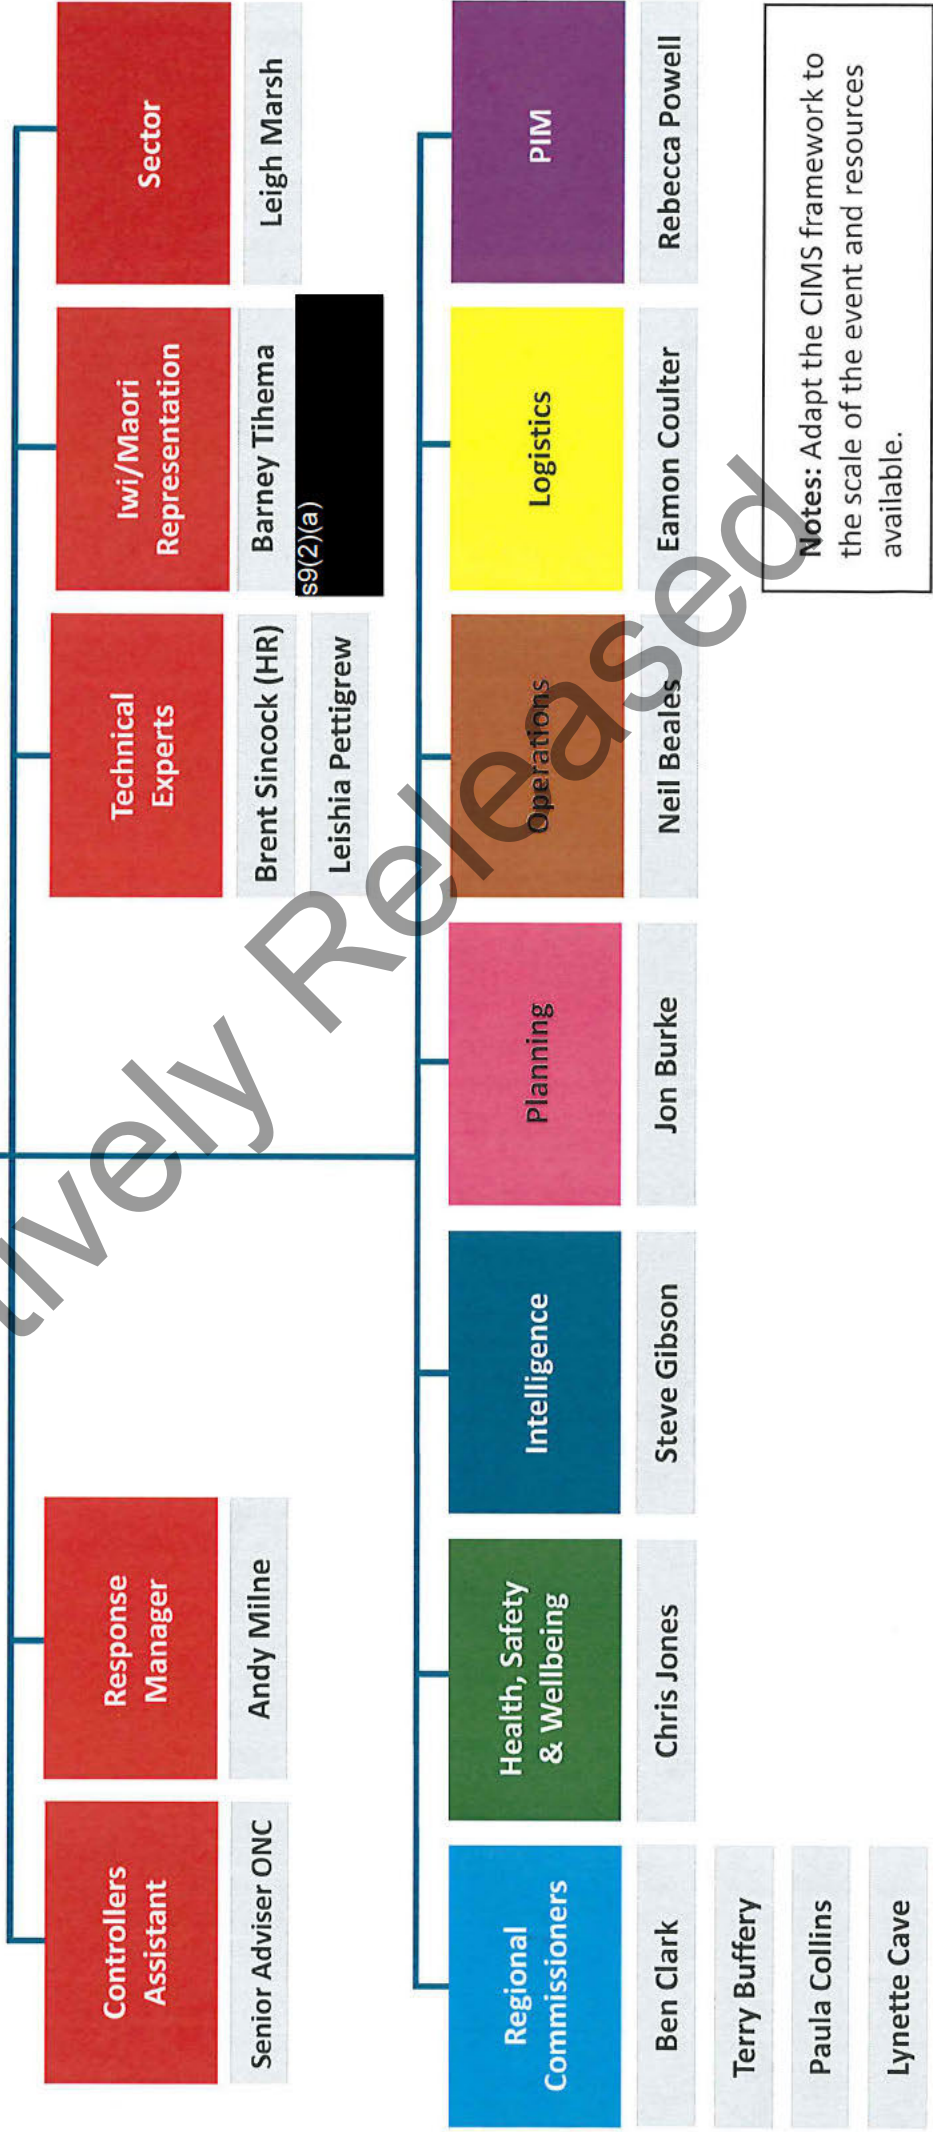 Controllers
Assistant
Senior Adviser ONC
Response
Manager
Andy Milne
Technical
Experts
Brent Sincock (HR)
Leishia Pettigrew
Iwi/Maori
Representation
Barney Tihema
s9(2)(a)
Sector
Leigh Marsh
Regional
Commissioners
Ben Clark
Terry Buffery
Paula Collins
Lynette Cave
Health, Safety
& Wellbeing
Chris Jones
Intelligence
Steve Gibson
Planning
Jon Burke
Operations
Neil Beales
Logistics
Eamon Coulter
PIM
Rebecca Powell
Notes: Adapt the CIMS framework to
the scale of the event and resources
available.
tively Released